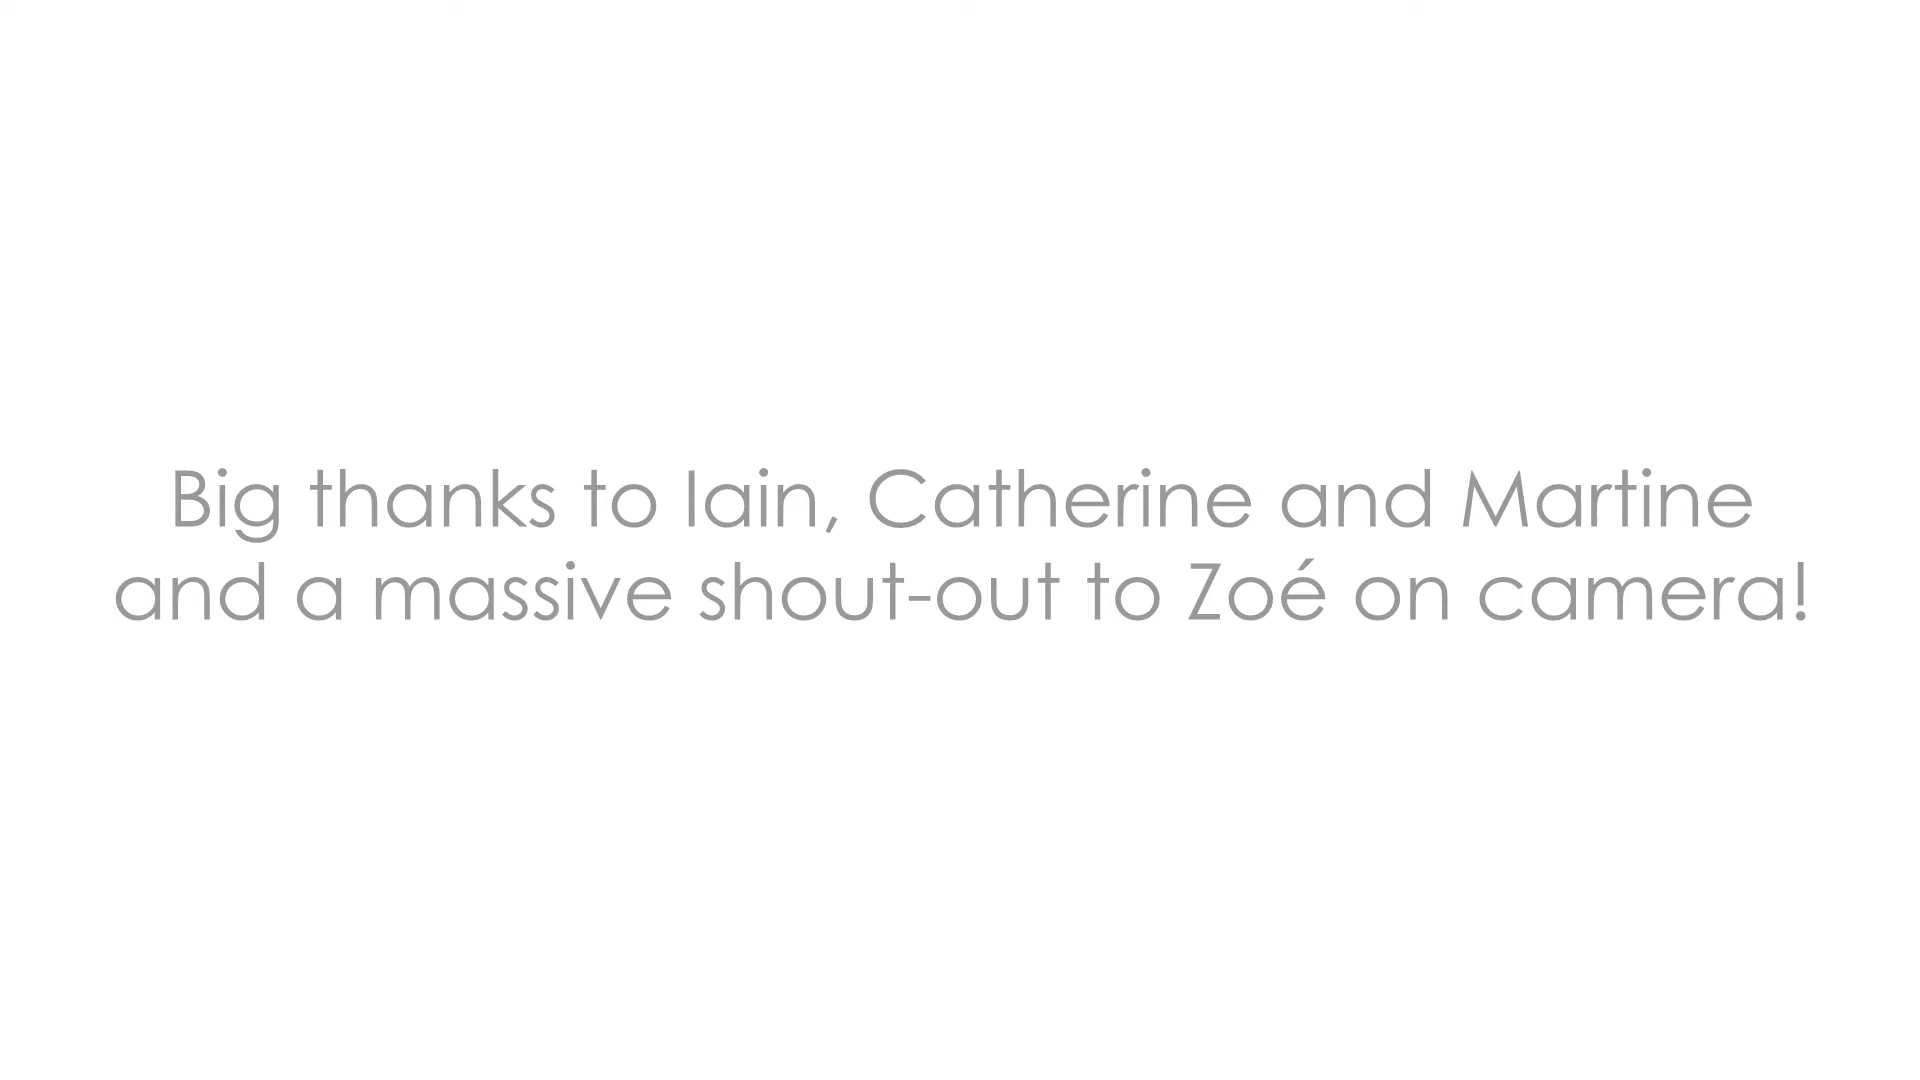 Big thanks to Iain, Catherine and Martine
and a massive shout-out to Zoé on camera!